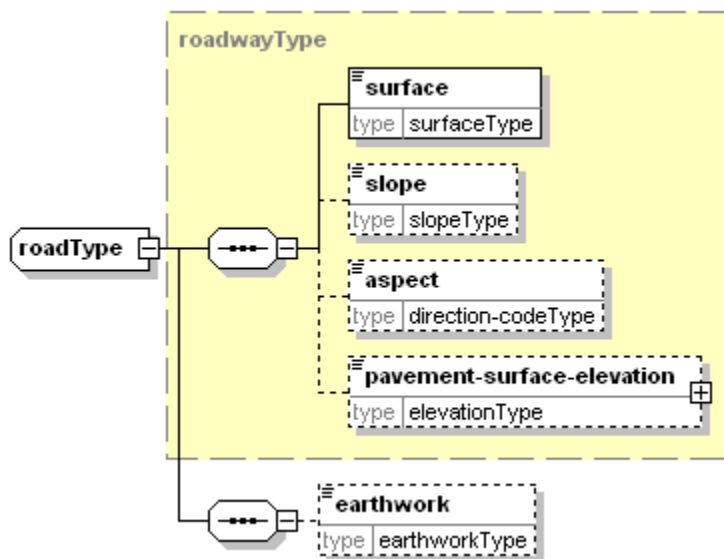 roadwayType
surface
type surfaceType
slope
type slopeType
roadType
aspect
type direction-codeType
pavement-surface-elevation
type elevationType
earthwork
type earthworkType